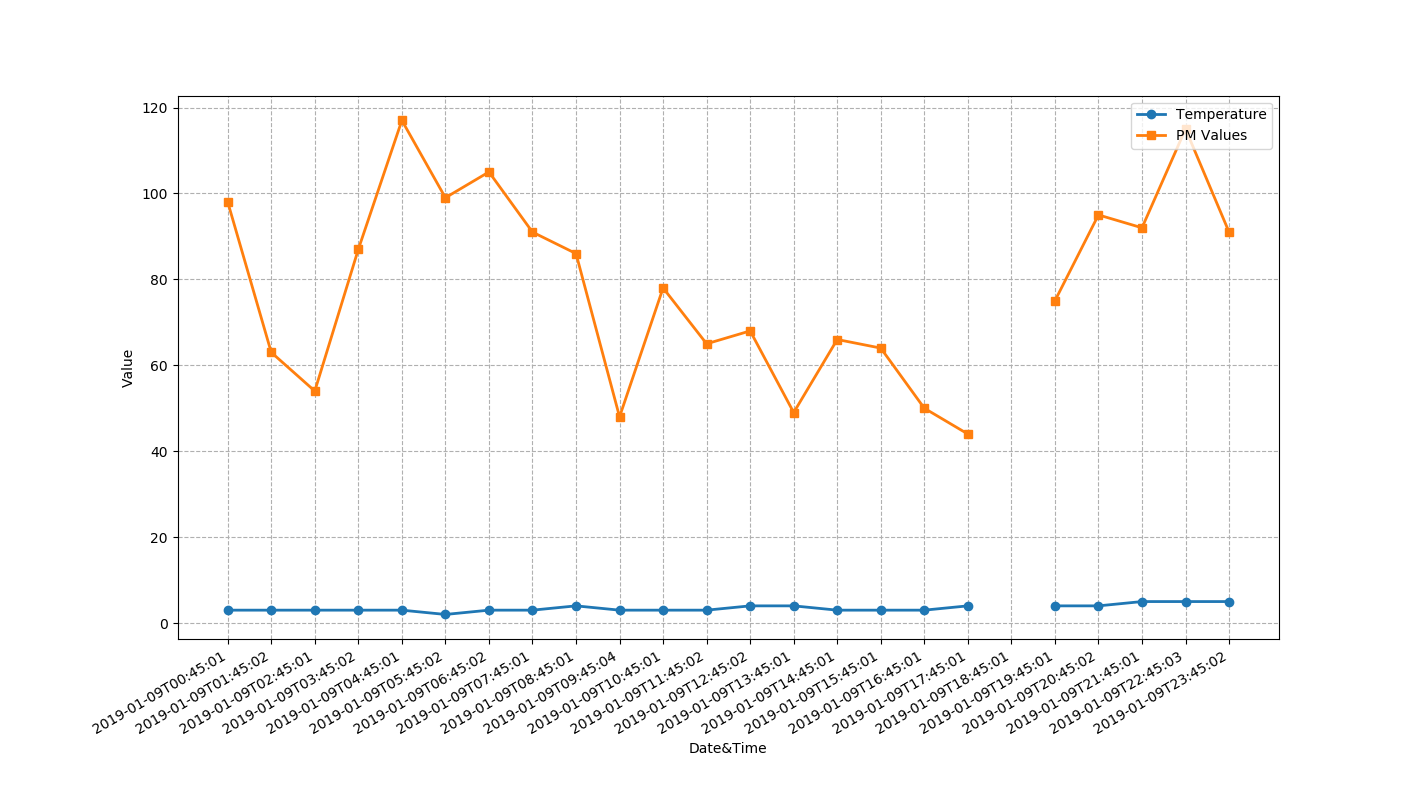 Temperature
PM Values
120
100
80
60
40
20
0
Value
2019-01-09T00:45:01
2019-01-09T01:45:02
2019-01-09T02:45:01
2019-01-09T03:45:02
2019-01-09T04:45:01
2019-01-09T05:45:02
2019-01-09T06:45:02
2019-01-09T07:45:01
2019-01-09T08:45:01
2019-01-09T09:45:04
2019-01-09T10:45:01
2019-01-09T11:45:02
2019-01-09T12:45:02
2019-01-09T13:45:01
2019-01-09T14:45:01
2019-01-09T15:45:01
2019-01-09T16:45:01
2019-01-09T17:45:01
2019-01-09T18:45:01
2019-01-09T19:45:01
2019-01-09T20:45:02
2019-01-09T21:45:01
2019-01-09T22:45:03
2019-01-09T23:45:02
Date&Time